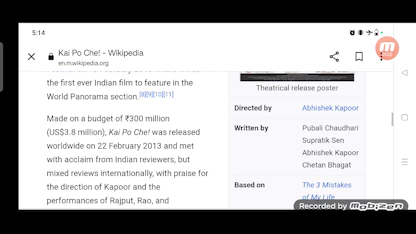 5:14
Kai Po Che! - Wikipedia
en.m.wikipedia.org
the first ever Indian film to feature in the
World Panorama section.[8][9][10][11]
Made on a budget of ₹300 million
(US$3.8 million), Kai Po Che! was released
worldwide on 22 February 2013 and met
with acclaim from Indian reviewers, but
mixed reviews internationally, with praise for
the direction of Kapoor and the
performances of Rajput, Rao, and
Theatrical release poster
Directed by Abhishek Kapoor
Written by Pubali Chaudhari
Supratik Sen
Abhishek Kapoor
Chetan Bhagat
Based on The 3 Mistakes
of My Life
Recorded by MOBIZEN